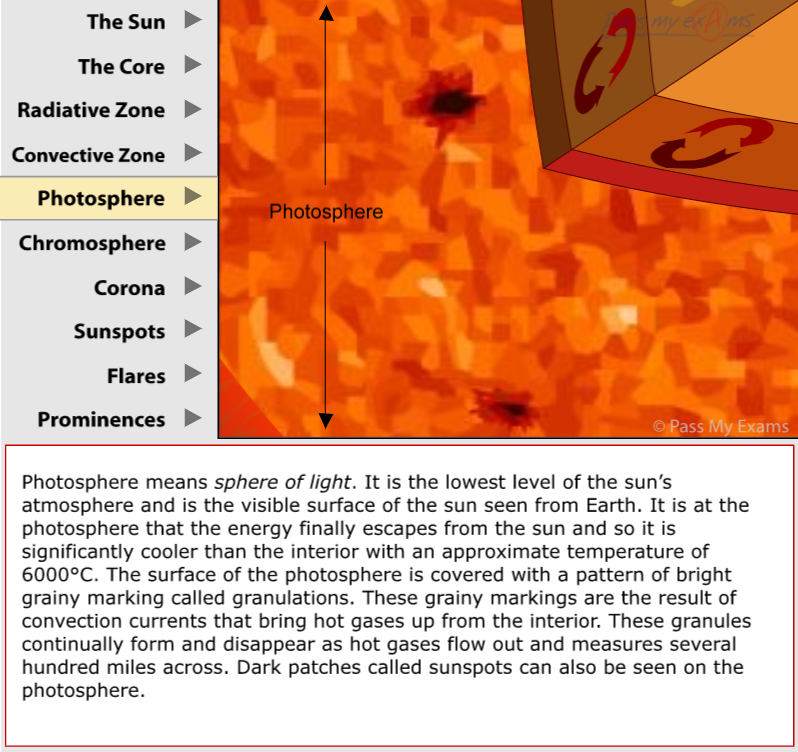 The Sun
The Core
Radiative Zone
Convective Zone
Photosphere
Chromosphere
Corona
Sunspots
Flares
Prominences
Pass my exAms
Photosphere
© Pass My Exams
Photosphere means sphere of light. It is the lowest level of the sun's
atmosphere and is the visible surface of the sun seen from Earth. It is at the
photosphere that the energy finally escapes from the sun and so it is
significantly cooler than the interior with an approximate temperature of
6000°C. The surface of the photosphere is covered with a pattern of bright
grainy marking called granulations. These grainy markings are the result of
convection currents that bring hot gases up from the interior. These granules
continually form and disappear as hot gases flow out and measures several
hundred miles across. Dark patches called sunspots can also be seen on the
photosphere.